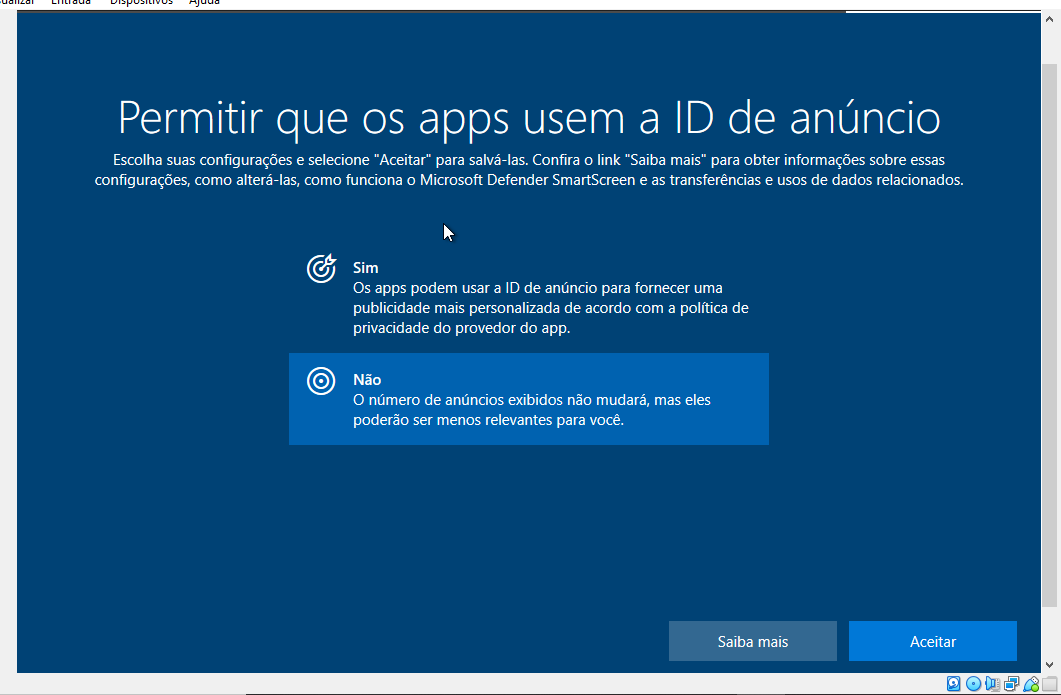 Entrada Dispositivos Ajuda
Permitir que os apps usem a ID de anúncio
Escolha suas configurações e selecione "Aceitar" para salvá-las. Confira o link "Saiba mais" para obter informações sobre essas
configurações, como alterá-las, como funciona o Microsoft Defender SmartScreen e as transferências e usos de dados relacionados.
Sim
Os apps podem usar a ID de anúncio para fornecer uma
publicidade mais personalizada de acordo com a política de
privacidade do provedor do app.
Não
O número de anúncios exibidos não mudará, mas eles
poderão ser menos relevantes para você.
Saiba mais
Aceitar